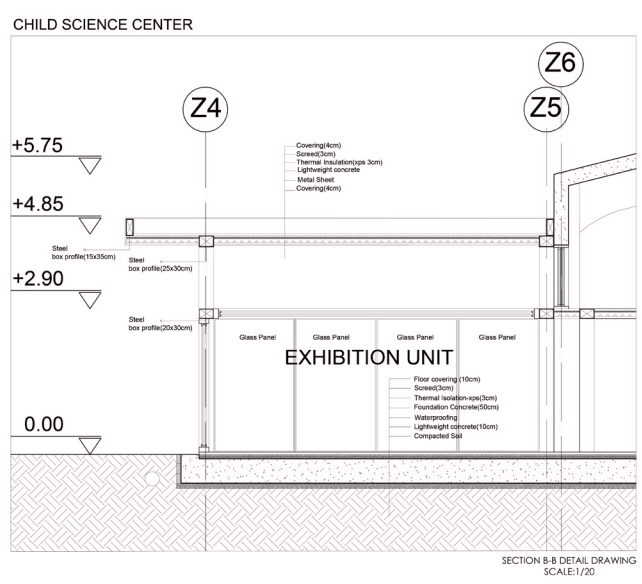 CHILD SCIENCE CENTER
Z6
Z4
Z5
+5.75
Covering(4cm)
Screed(3cm)
Thermal Insulation(xps 3cm)
Lightweight concrete
Metal Sheet
Covering(4cm)
+4.85
Steel
box profile(15x35cm)
Steel
box profile(25x30cm)
+2.90
Steel
box profile(20x30cm)
Glass Panel
Glass Panel
Glass Panel
Glass Panel
EXHIBITION UNIT
Floor covering (10cm)
Screed(3cm)
Thermal Isolation-xps(3cm)
Foundation Concrete(50cm)
Waterproofing
Lightweight concrete(10cm)
Compacted Soil
0.00
SECTION B-B DETAIL DRAWING
SCALE:1/20